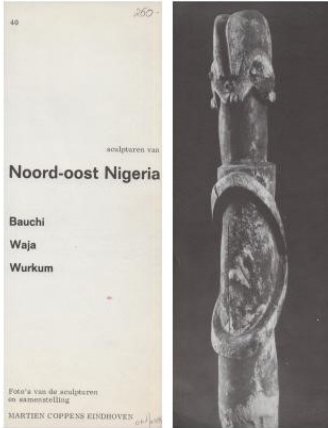 40
260-
sculpturen van
Noord-oost Nigeria
Bauchi
Waja
Wurkum
Foto's van de sculpturen
en samenstelling
MARTIEN COPPENS EINDHOVEN